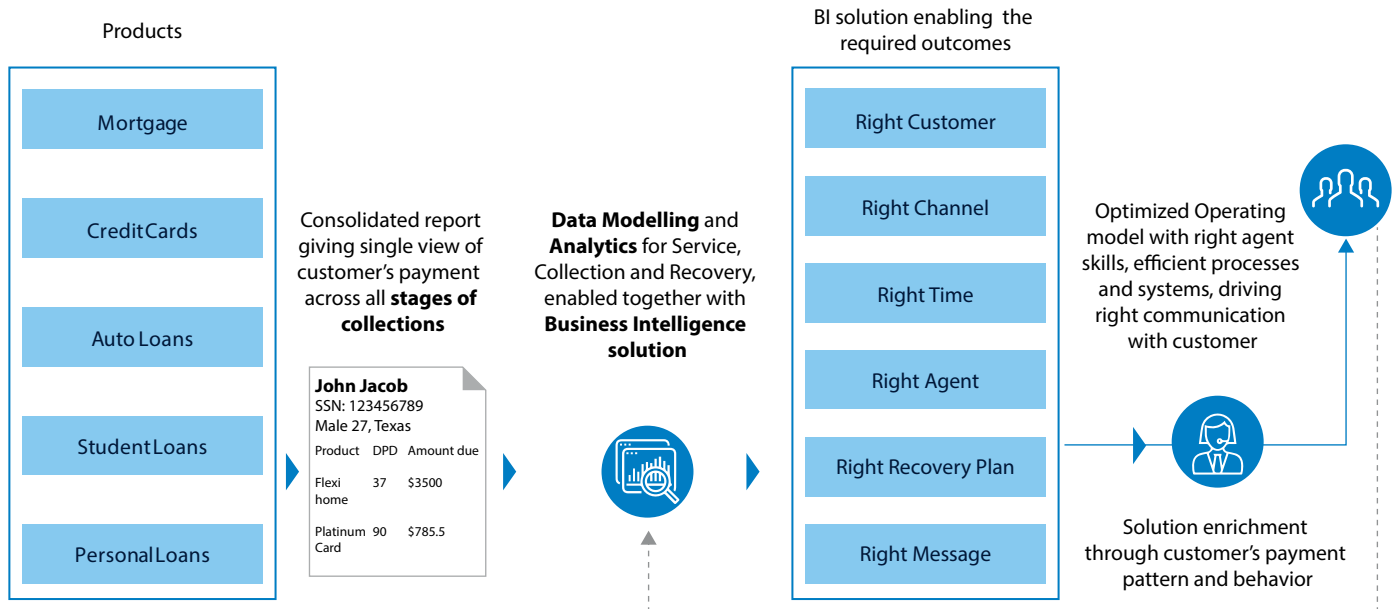 Products
Mortgage
Credit Cards
Auto Loans
Student Loans
Personal Loans
Consolidated report
giving single view of
customer's payment
across all stages of
collections
John Jacob
SSN: 123456789
Male 27, Texas
Product DPD Amount due
Flexi 37 $3500
home
Platinum 90 $785.5
Card
Data Modelling and
Analytics for Service,
Collection and Recovery,
enabled together with
Business Intelligence
solution
BI solution enabling the
required outcomes
Right Customer
Right Channel
Right Time
Right Agent
Right Recovery Plan
Right Message
Optimized Operating
model with right agent
skills, efficient processes
and systems, driving
right communication
with customer
Solution enrichment
through customer's payment
pattern and behavior